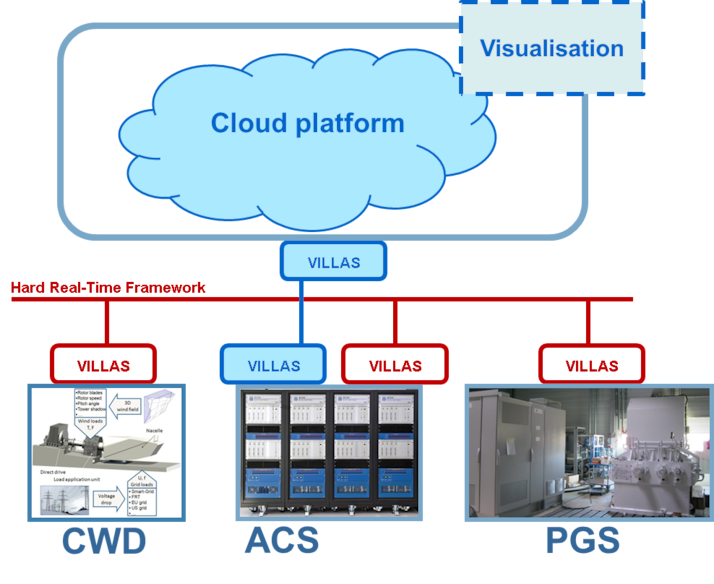 Visualisation
Cloud platform
VILLAS
Hard Real-Time Framework
VILLAS
VILLAS
VILLAS
VILLAS
Rotor blades
Rotor speed
Pitch angle
Tower shadow
3D
wind field
Wind loads
T, F
Nacelle
Direct drive
Load application unit
U, f
Grid loads
Smart-Grid
FRT
EU grid
US grid
Voltage
drop
CWD
ACS
PGS